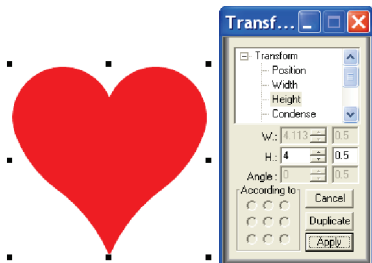 Transf...
Transform
Position
Width
Height
Condense
W.: 4.113 0.5
H.: 4 0.5
Angle : 0 0.5
According to
Cancel
Duplicate
Apply